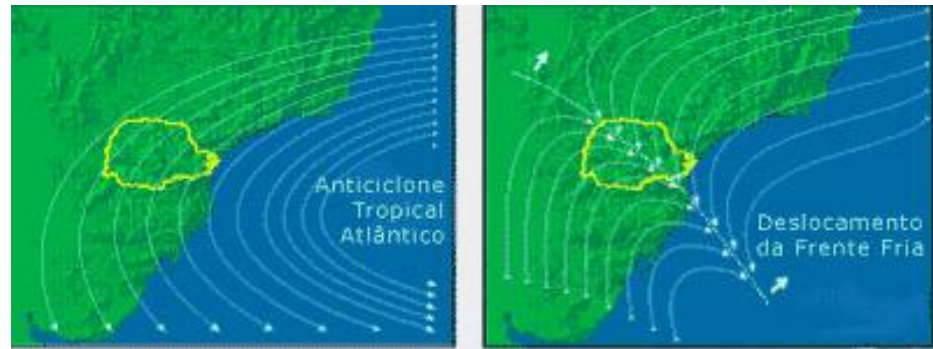 Anticiclone
Tropical
Atlântico
Deslocamento
da Frente Fria